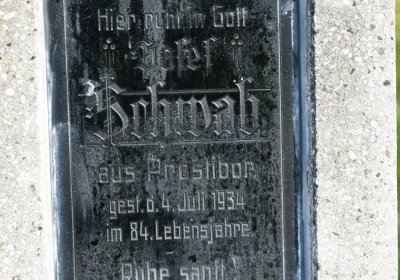 Hier ruht in Gott
Josef
Schwab
aus Prostibor
gest. d. 4. Juli 1934
im 84. Lebensjahre
Ruhe sanft